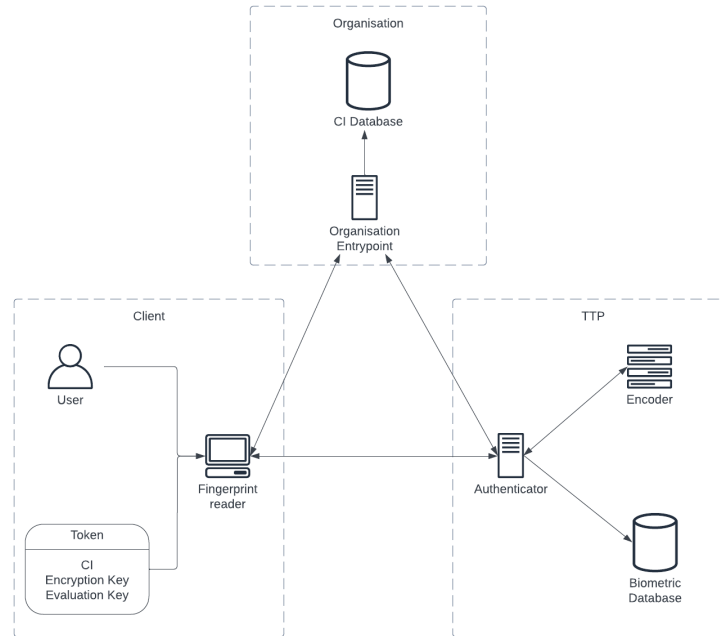 Organisation
CI Database
Organisation
Entrypoint
Client
User
Fingerprint
reader
Token
CI
Encryption Key
Evaluation Key
TTP
Encoder
Authenticator
Biometric
Database